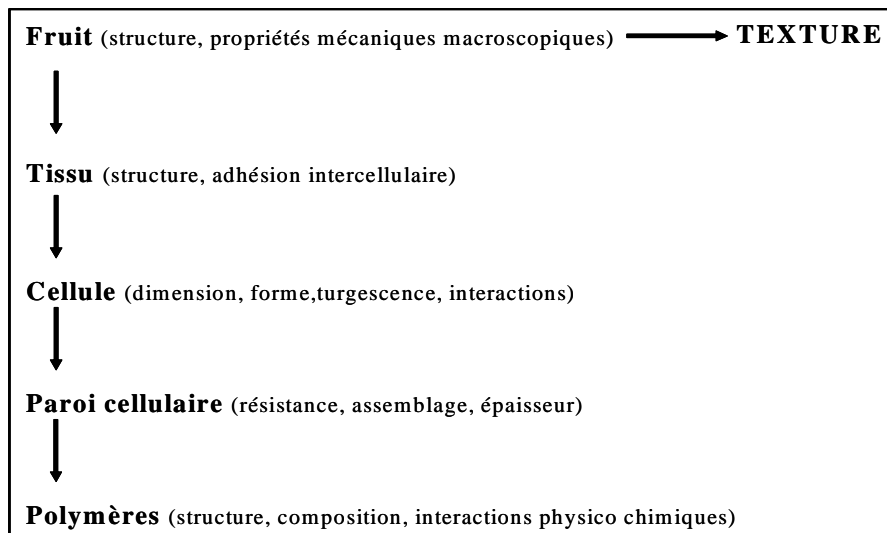 Fruit (structure, propriétés mécaniques macroscopiques) TEXTURE
Tissu (structure, adhésion intercellulaire)
Cellule (dimension, forme,turgescence, interactions)
Paroi cellulaire (résistance, assemblage, épaisseur)
Polymères (structure, composition, interactions physico chimiques)